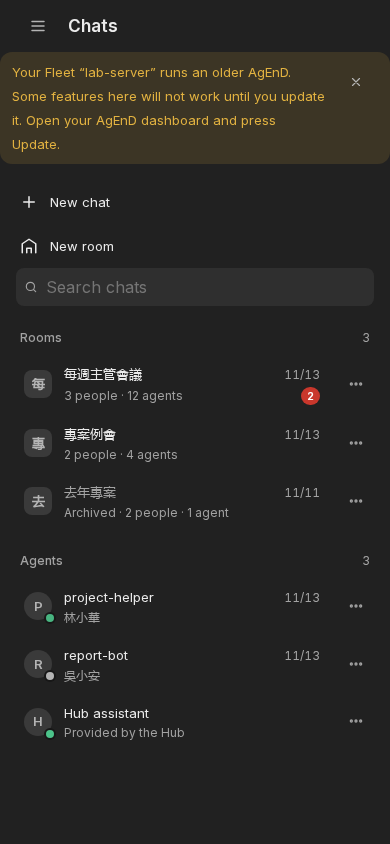 Chats
Your Fleet “lab-server” runs an older AgEnD.
Some features here will not work until you update
it. Open your AgEnD dashboard and press
Update.
New chat
New room
Search chats
Rooms 3
每 每週主管會議 11/13
3 people · 12 agents 2
專 專案例會 11/13
2 people · 4 agents
去 去年專案 11/11
Archived · 2 people · 1 agent
Agents 3
P project-helper 11/13
林小華
R report-bot 11/13
吳小安
H Hub assistant
Provided by the Hub